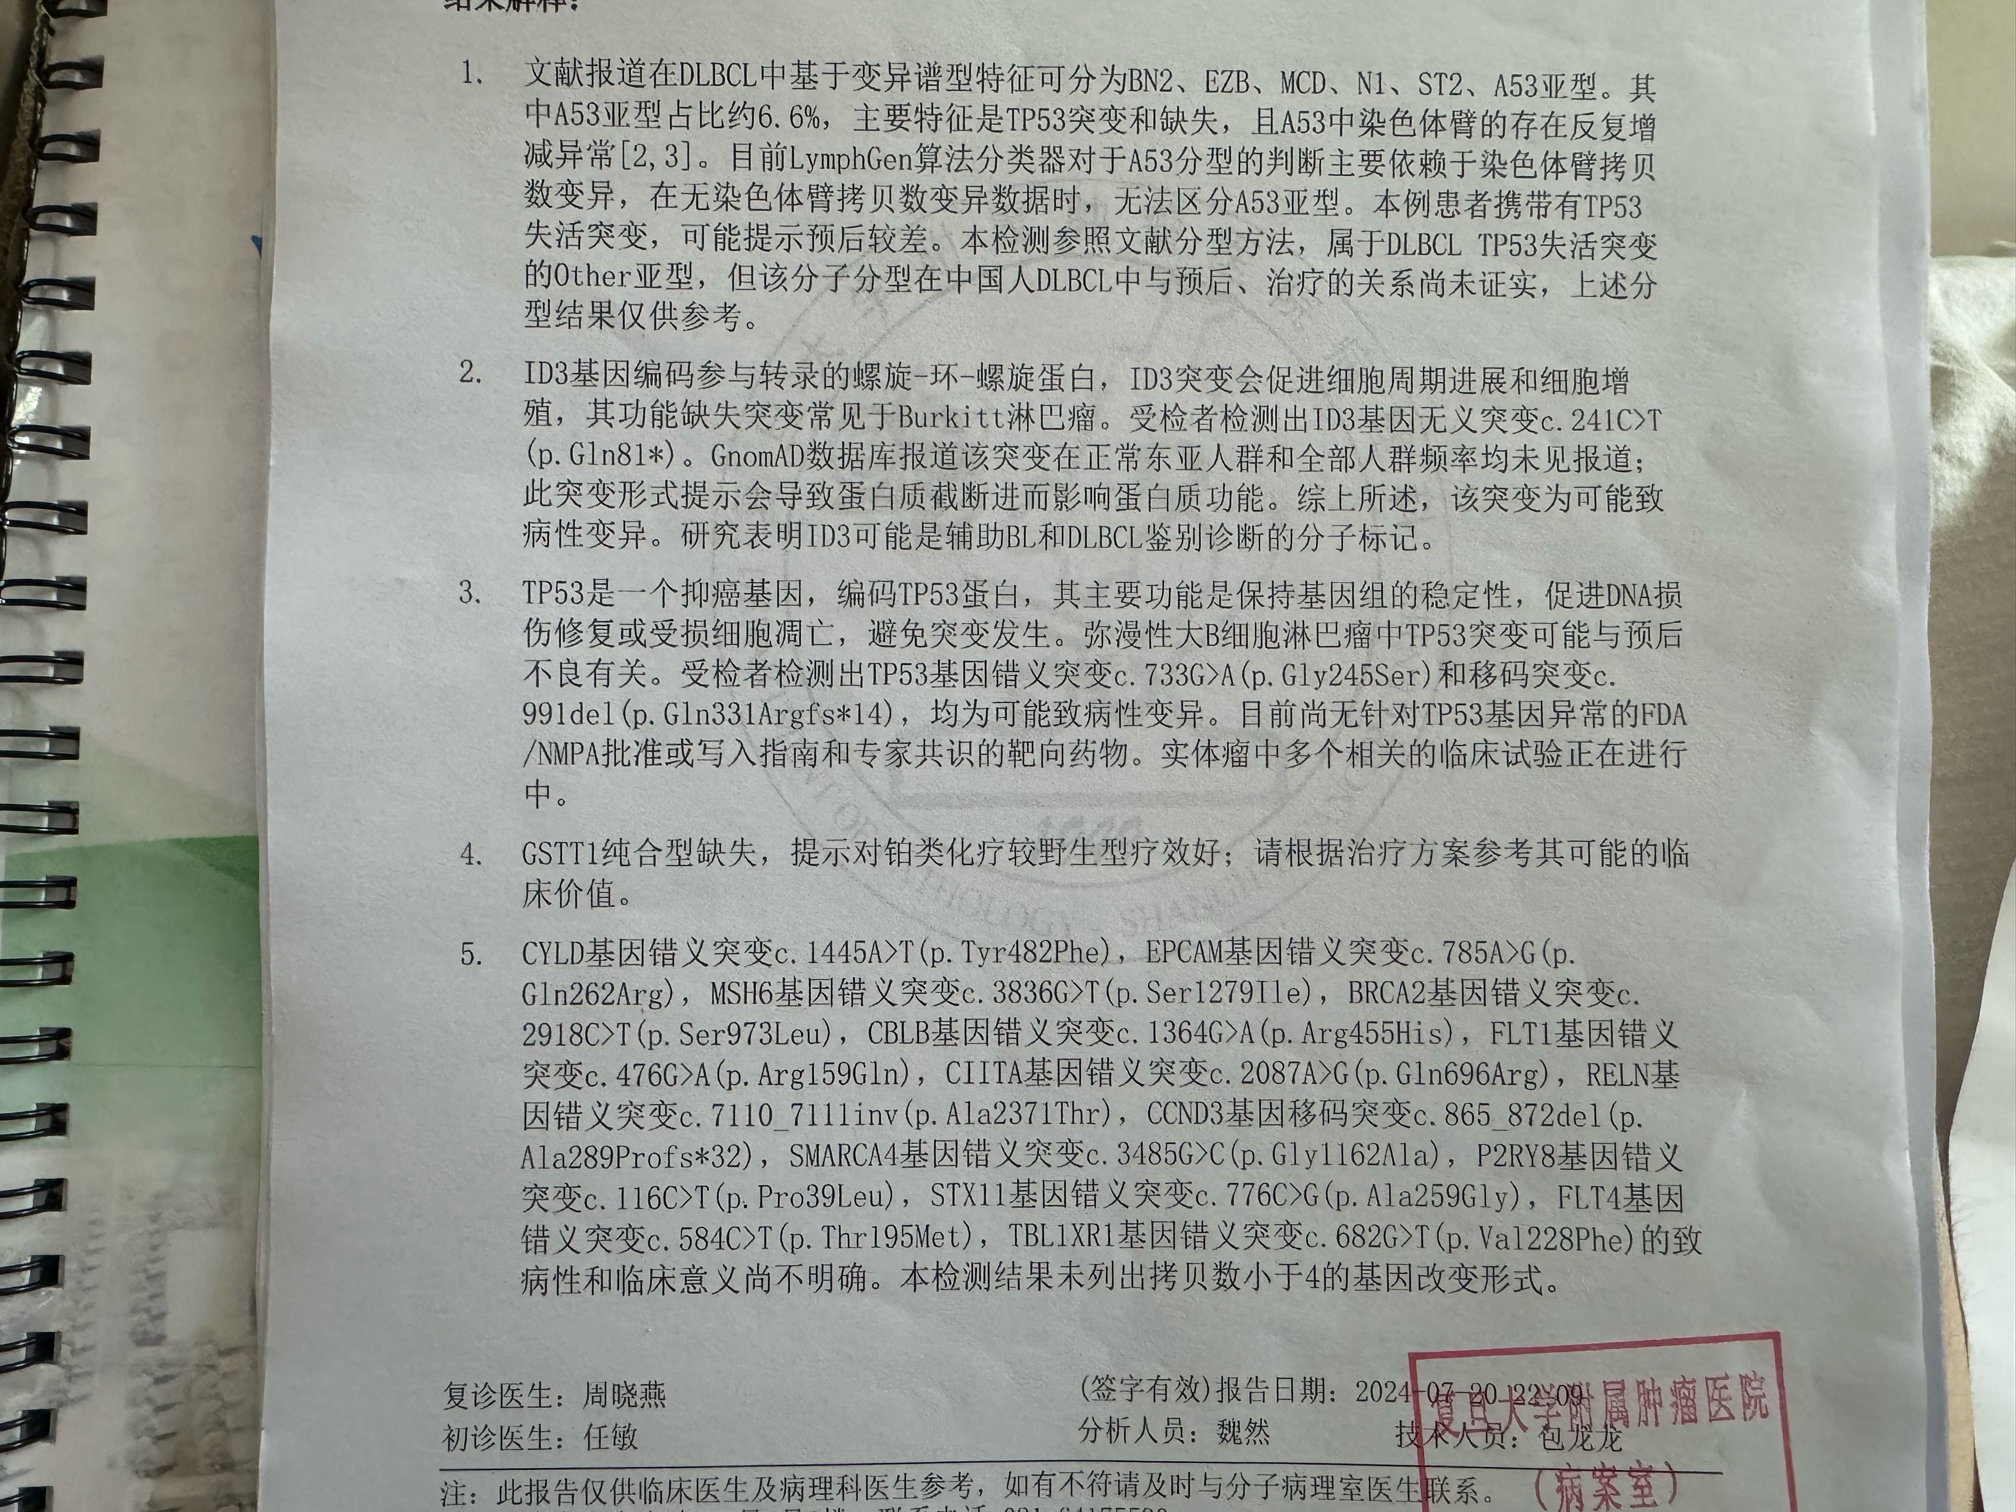 结果解释：
1. 文献报道在DLBCL中基于变异谱型特征可分为BN2、EZB、MCD、N1、ST2、A53亚型。其
中A53亚型占比约6.6%，主要特征是TP53突变和缺失，且A53中染色体臂的存在反复增
减异常[2,3]。目前LymphGen算法分类器对于A53分型的判断主要依赖于染色体臂拷贝
数变异，在无染色体臂拷贝数变异数据时，无法区分A53亚型。本例患者携带有TP53
失活突变，可能提示预后较差。本检测参照文献分型方法，属于DLBCL TP53失活突变
的Other亚型，但该分子分型在中国人DLBCL中与预后、治疗的关系尚未证实，上述分
型结果仅供参考。
2. ID3基因编码参与转录的螺旋-环-螺旋蛋白，ID3突变会促进细胞周期进展和细胞增
殖，其功能缺失突变常见于Burkitt淋巴瘤。受检者检测出ID3基因无义突变c.241C>T
(p.Gln81*)。GnomAD数据库报道该突变在正常东亚人群和全部人群频率均未见报道；
此突变形式提示会导致蛋白质截断进而影响蛋白质功能。综上所述，该突变为可能致
病性变异。研究表明ID3可能是辅助BL和DLBCL鉴别诊断的分子标记。
3. TP53是一个抑癌基因，编码TP53蛋白，其主要功能是保持基因组的稳定性，促进DNA损
伤修复或受损细胞凋亡，避免突变发生。弥漫性大B细胞淋巴瘤中TP53突变可能与预后
不良有关。受检者检测出TP53基因错义突变c.733G>A(p.Gly245Ser)和移码突变c.
991del(p.Gln331Argfs*14)，均为可能致病性变异。目前尚无针对TP53基因异常的FDA
/NMPA批准或写入指南和专家共识的靶向药物。实体瘤中多个相关的临床试验正在进行
中。
4. GSTT1纯合型缺失，提示对铂类化疗较野生型疗效好；请根据治疗方案参考其可能的临
床价值。
5. CYLD基因错义突变c.1445A>T(p.Tyr482Phe)，EPCAM基因错义突变c.785A>G(p.
Gln262Arg)，MSH6基因错义突变c.3836G>T(p.Ser1279Ile)，BRCA2基因错义突变c.
2918C>T(p.Ser973Leu)，CBLB基因错义突变c.1364G>A(p.Arg455His)，FLT1基因错义
突变c.476G>A(p.Arg159Gln)，CIITA基因错义突变c.2087A>G(p.Gln696Arg)，RELN基
因错义突变c.7110_7111inv(p.Ala2371Thr)，CCND3基因移码突变c.865_872del(p.
Ala289Profs*32)，SMARCA4基因错义突变c.3485G>C(p.Gly1162Ala)，P2RY8基因错义
突变c.116C>T(p.Pro39Leu)，STX11基因错义突变c.776C>G(p.Ala259Gly)，FLT4基因
错义突变c.584C>T(p.Thr195Met)，TBL1XR1基因错义突变c.682G>T(p.Val228Phe)的致
病性和临床意义尚不明确。本检测结果未列出拷贝数小于4的基因改变形式。
复诊医生：周晓燕 (签字有效)报告日期：2024-07-20 22:09
初诊医生：任敏 分析人员：魏然 技术人员：包龙龙
复旦大学附属肿瘤医院
(病案室)
注：此报告仅供临床医生及病理科医生参考，如有不符请及时与分子病理室医生联系。